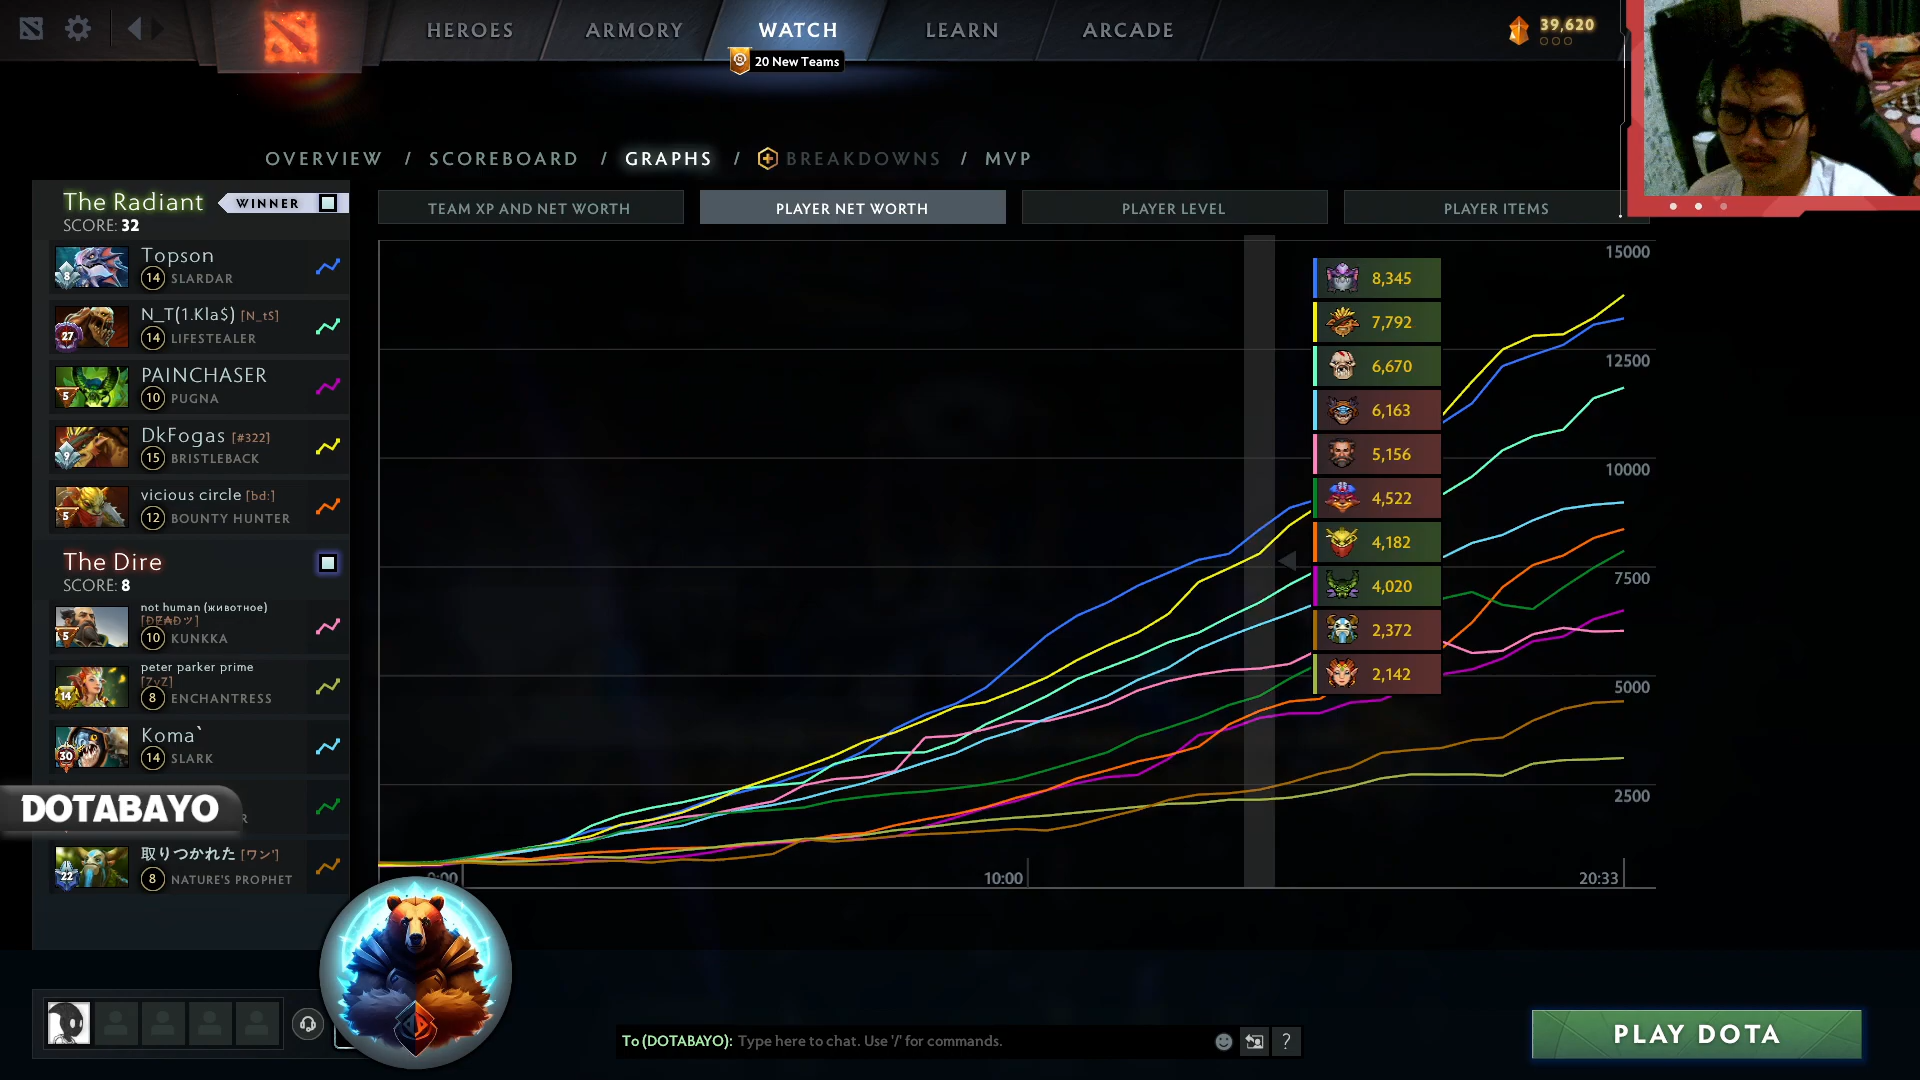 HEROES
ARMORY
WATCH
LEARN
ARCADE
39,620
20 New Teams
OVERVIEW / SCOREBOARD / GRAPHS / BREAKDOWNS / MVP
The Radiant
WINNER
SCORE: 32
8
Topson
14 SLARDAR
27
N_T(1.Kla$) [N_tS]
14 LIFESTEALER
5
PAINCHASER
10 PUGNA
9
DkFogas [#322]
15 BRISTLEBACK
5
vicious circle [bd:]
12 BOUNTY HUNTER
The Dire
SCORE: 8
5
not human (животное)
10 KUNKKA
14
peter parker prime
[ZvZ]
8 ENCHANTRESS
30
Koma`
14 SLARK
DOTABAYO
R
22
取りつかれた [ワン']
8 NATURE'S PROPHET
TEAM XP AND NET WORTH
PLAYER NET WORTH
PLAYER LEVEL
PLAYER ITEMS
15000
12500
10000
7500
5000
2500
8,345
7,792
6,670
6,163
5,156
4,522
4,182
4,020
2,372
2,142
:00
10:00
20:33
To (DOTABAYO): Type here to chat. Use '/' for commands.
?
PLAY DOTA